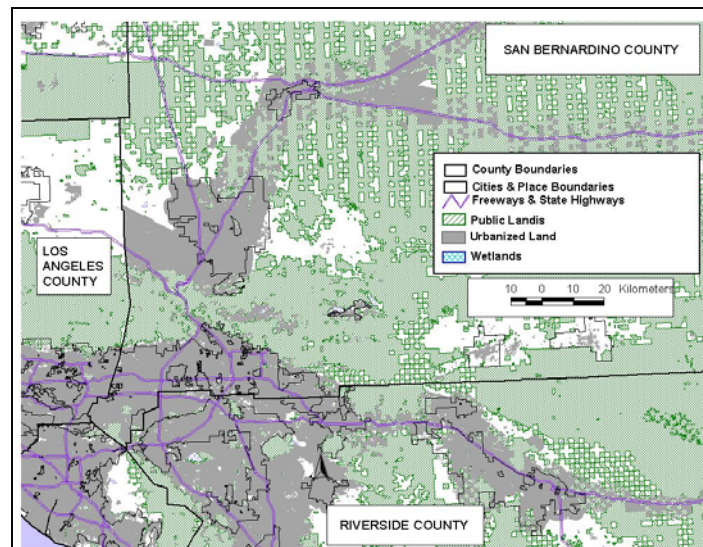 SAN BERNARDINO COUNTY
County Boundaries
Cities & Place Boundaries
Freeways & State Highways
Public Landis
Urbanized Land
Wetlands
10 0 10 20 Kilometers
LOS
ANGELES
COUNTY
RIVERSIDE COUNTY